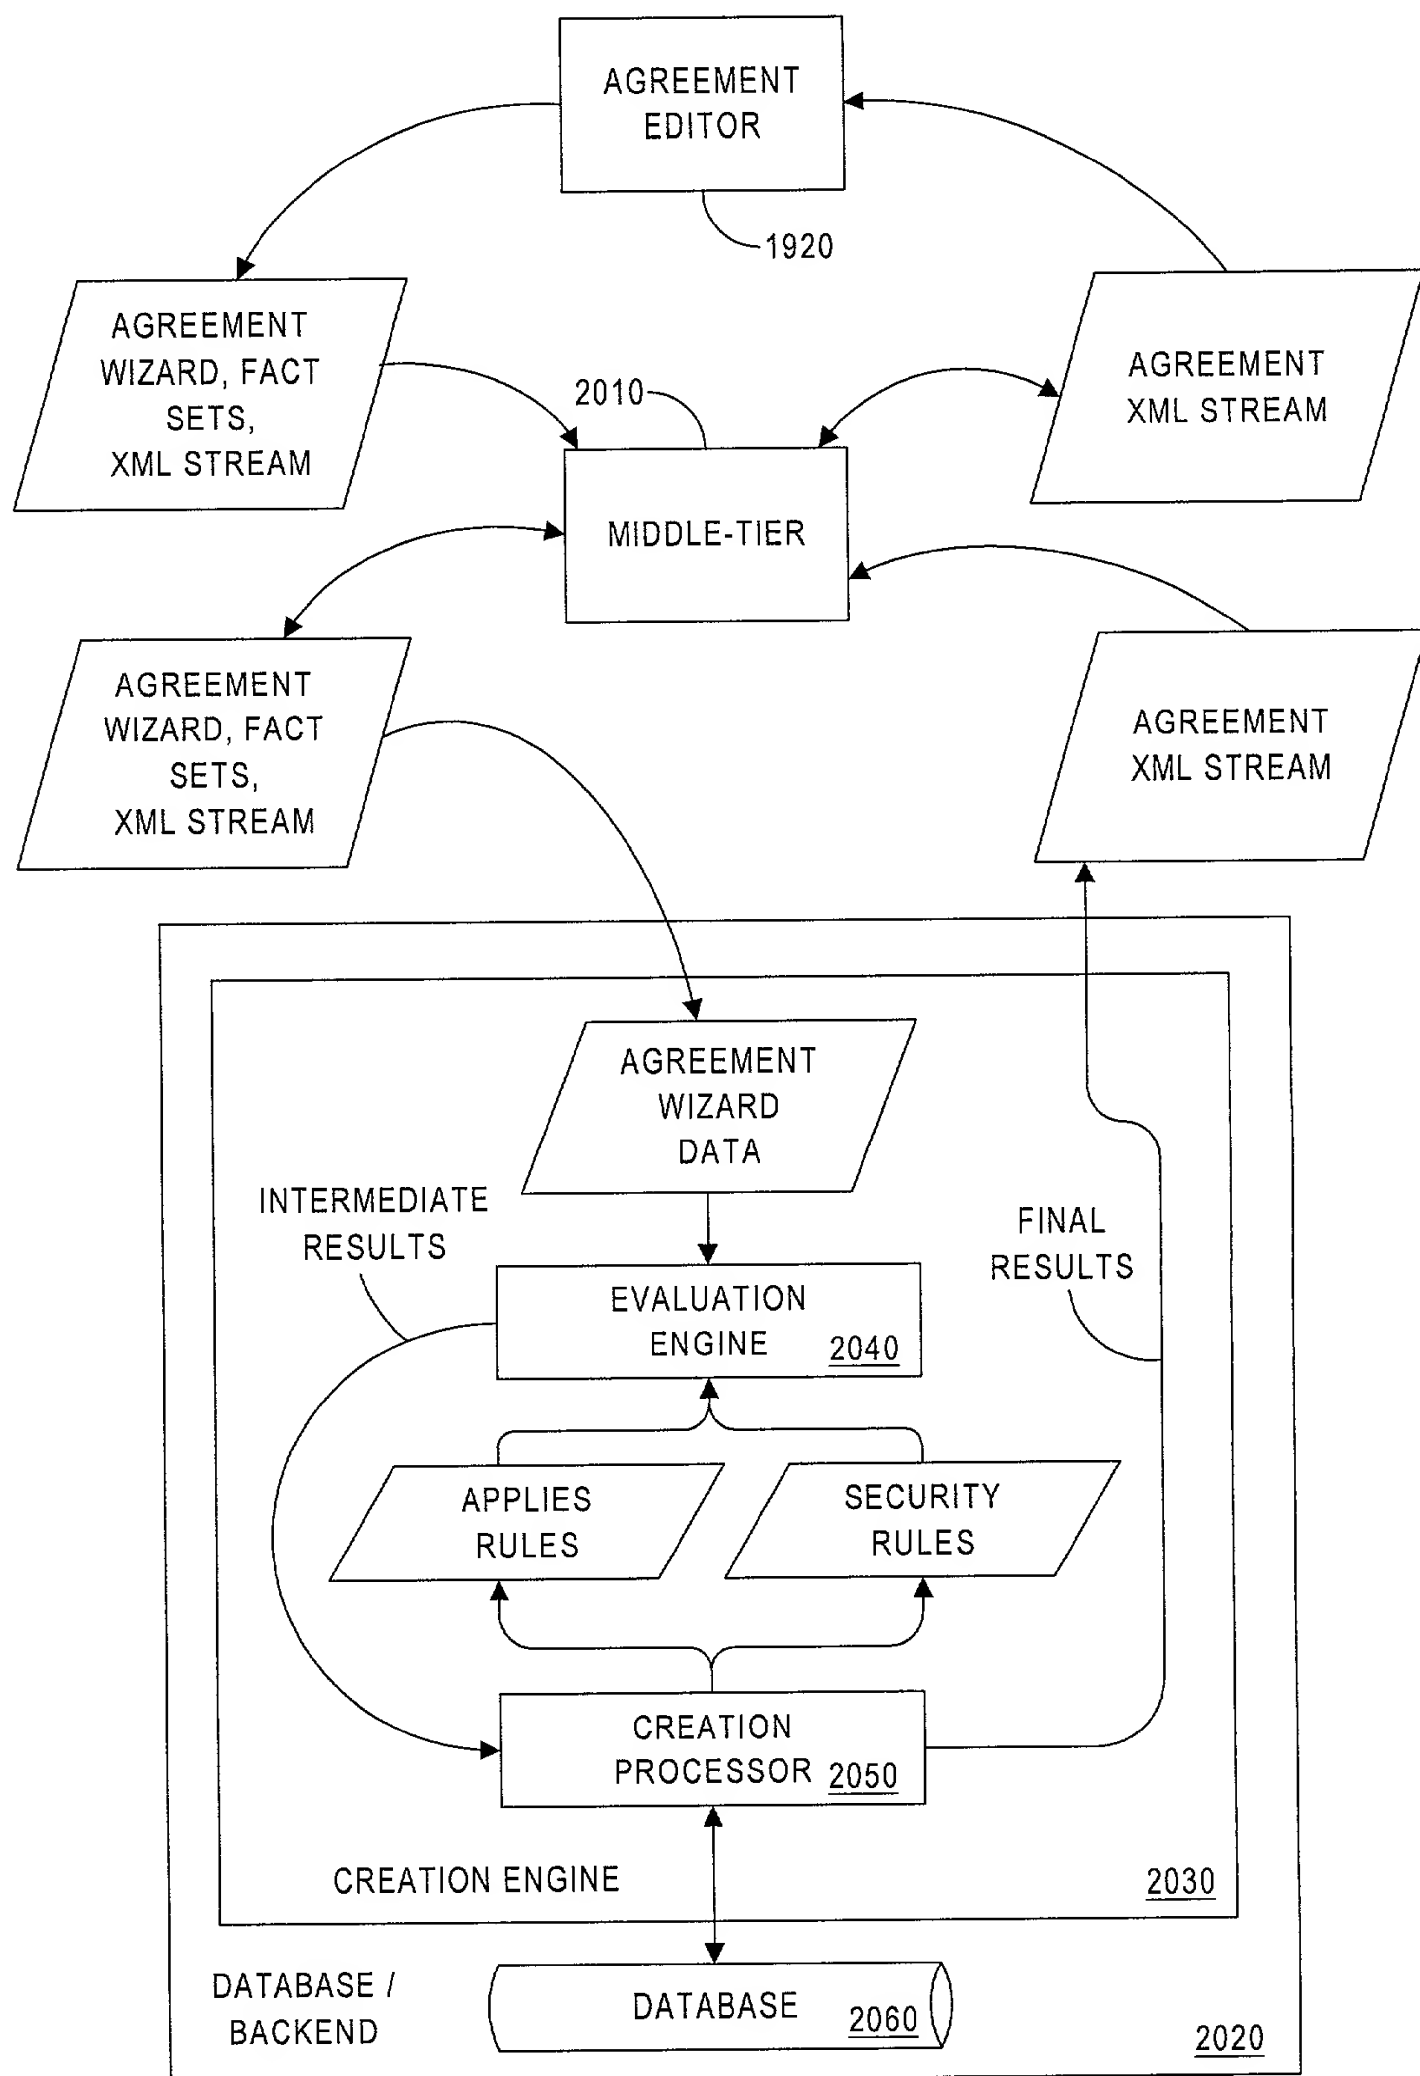 AGREEMENT
EDITOR
1920
AGREEMENT
WIZARD, FACT
SETS,
XML STREAM
2010
AGREEMENT
XML STREAM
MIDDLE-TIER
AGREEMENT
WIZARD, FACT
SETS,
XML STREAM
AGREEMENT
XML STREAM
AGREEMENT
WIZARD
DATA
INTERMEDIATE
RESULTS
FINAL
RESULTS
EVALUATION
ENGINE 2040
APPLIES
RULES
SECURITY
RULES
CREATION
PROCESSOR 2050
CREATION ENGINE 2030
DATABASE /
BACKEND
DATABASE 2060
2020